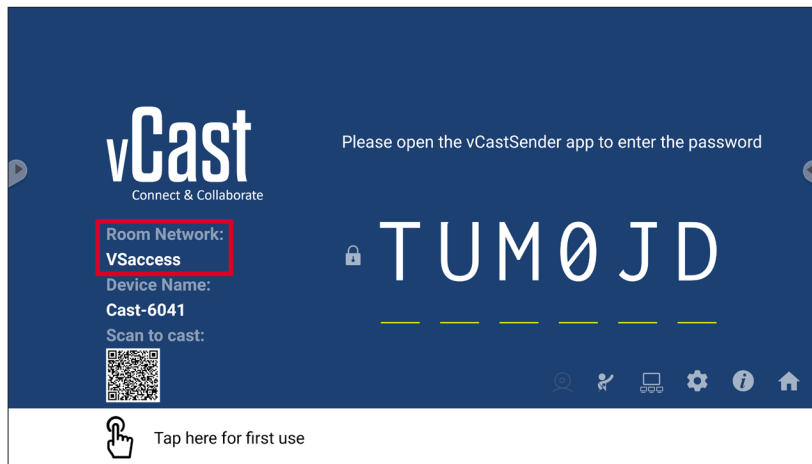 vCast
Connect & Collaborate
Please open the vCastSender app to enter the password
Room Network:
VSaccess
Device Name:
Cast-6041
Scan to cast:
TUM0JD
Tap here for first use